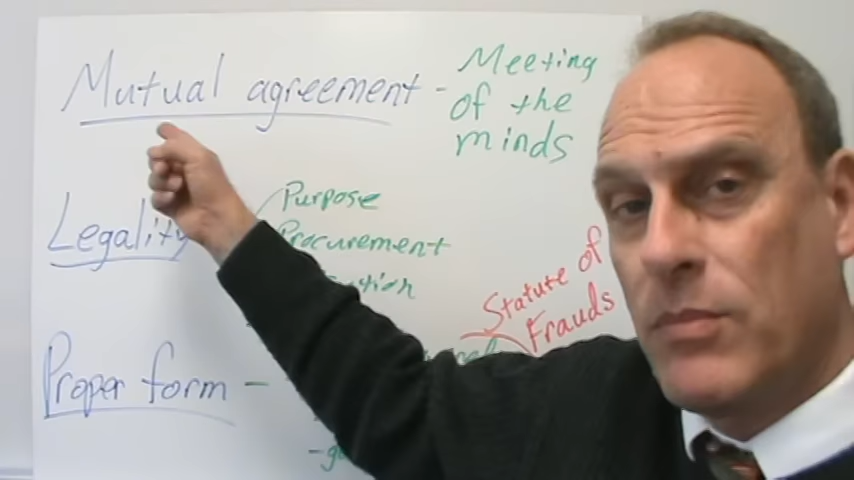 Mutual agreement - Meeting
of the
minds
Legality
Purpose
Procurement
Proper form -
Statute of
Frauds